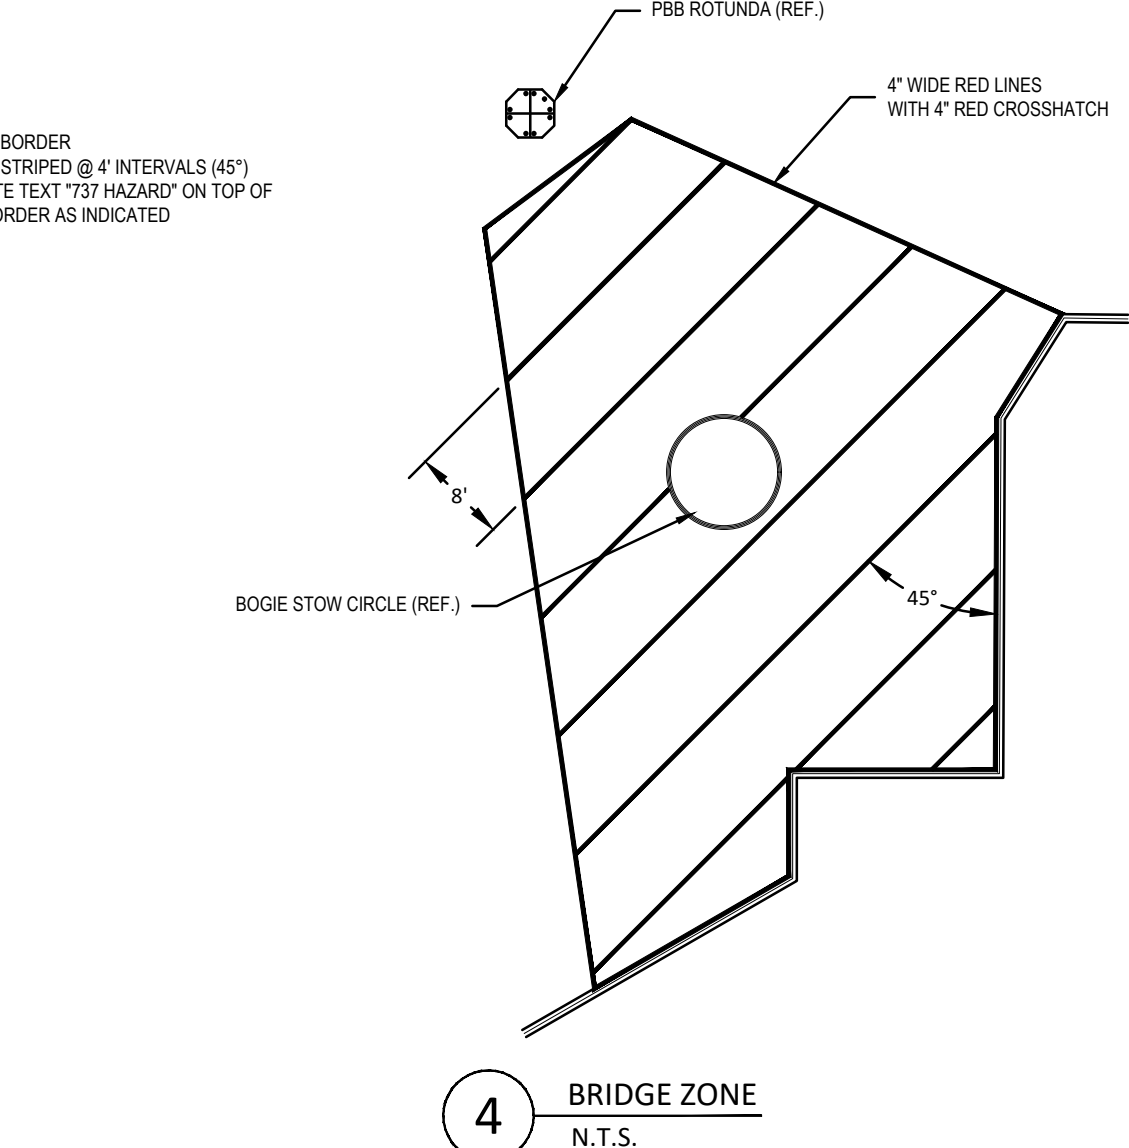 PBB ROTUNDA (REF.)
4" WIDE RED LINES
WITH 4" RED CROSSHATCH
BORDER
STRIPED @ 4' INTERVALS (45°)
TE TEXT "737 HAZARD" ON TOP OF
ORDER AS INDICATED
8'
BOGIE STOW CIRCLE (REF.)
45°
4
BRIDGE ZONE
N.T.S.